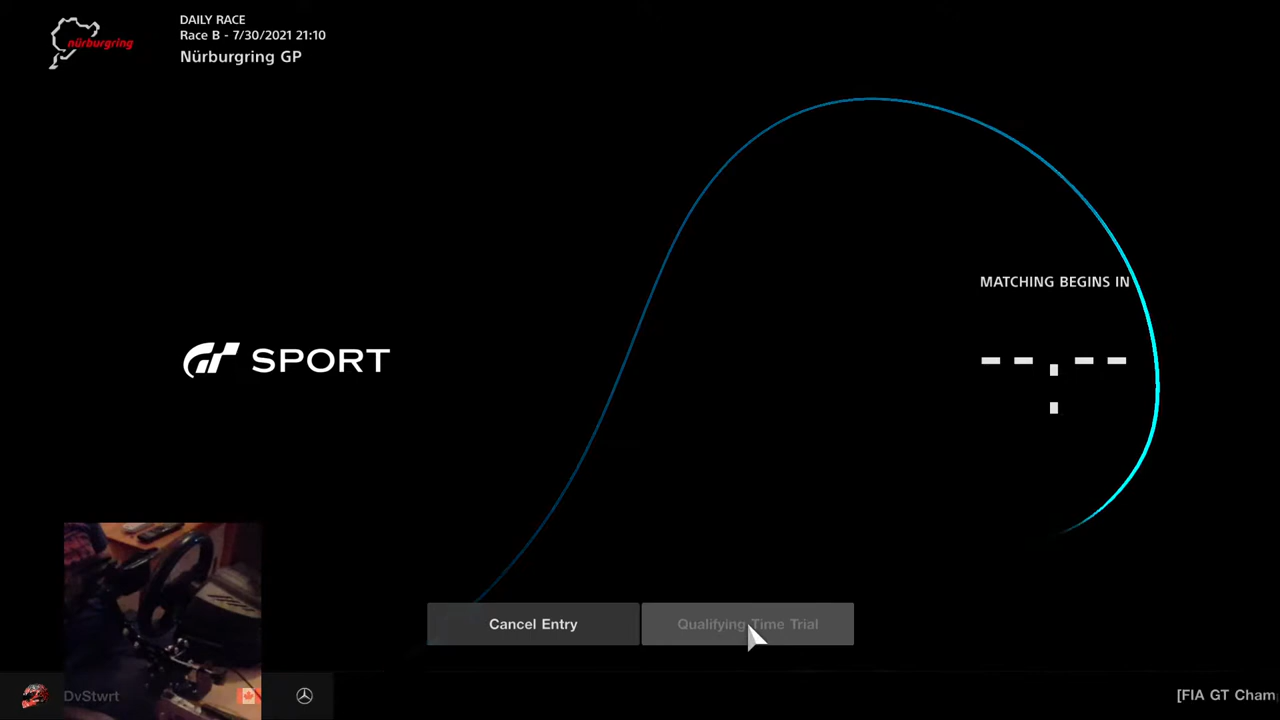 nürburgring
DAILY RACE
Race B - 7/30/2021 21:10
Nürburgring GP
MATCHING BEGINS IN
-- : --
GT SPORT
Cancel Entry
Qualifying Time Trial
DvStwrt
[FIA GT Cham